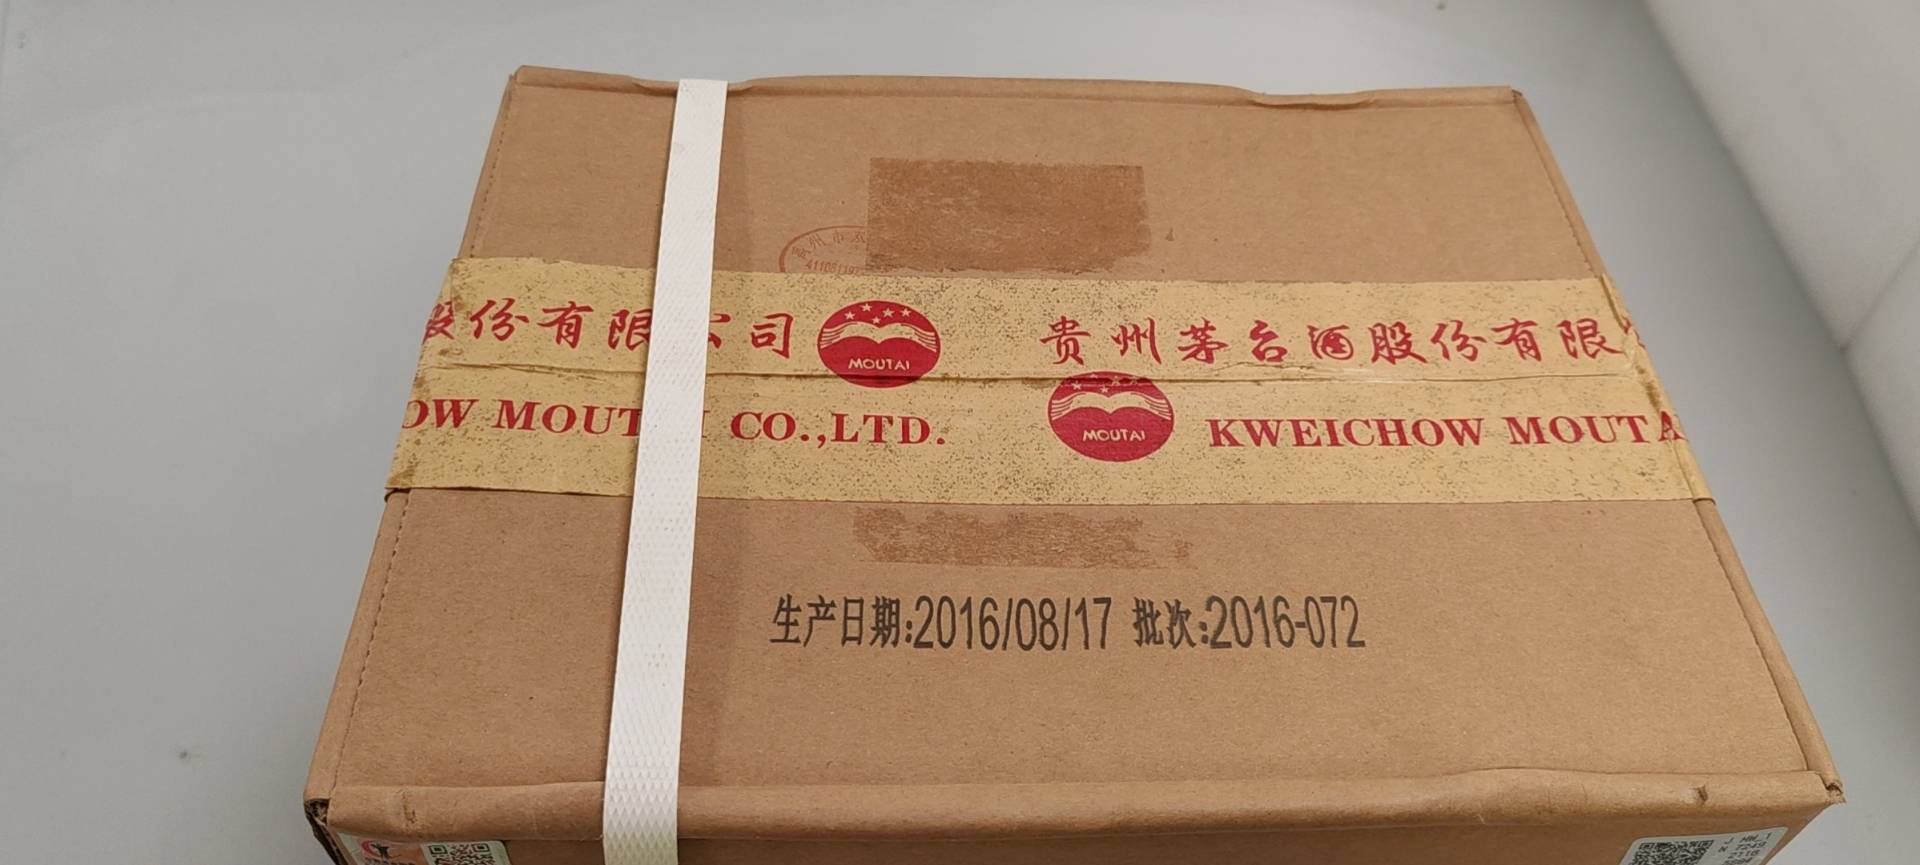 份有限公司 MOUTAI 贵州茅台酒股份有限
MOUTAI CO.,LTD. MOUTAI KWEICHOW MOUTA
生产日期:2016/08/17 批次:2016-072